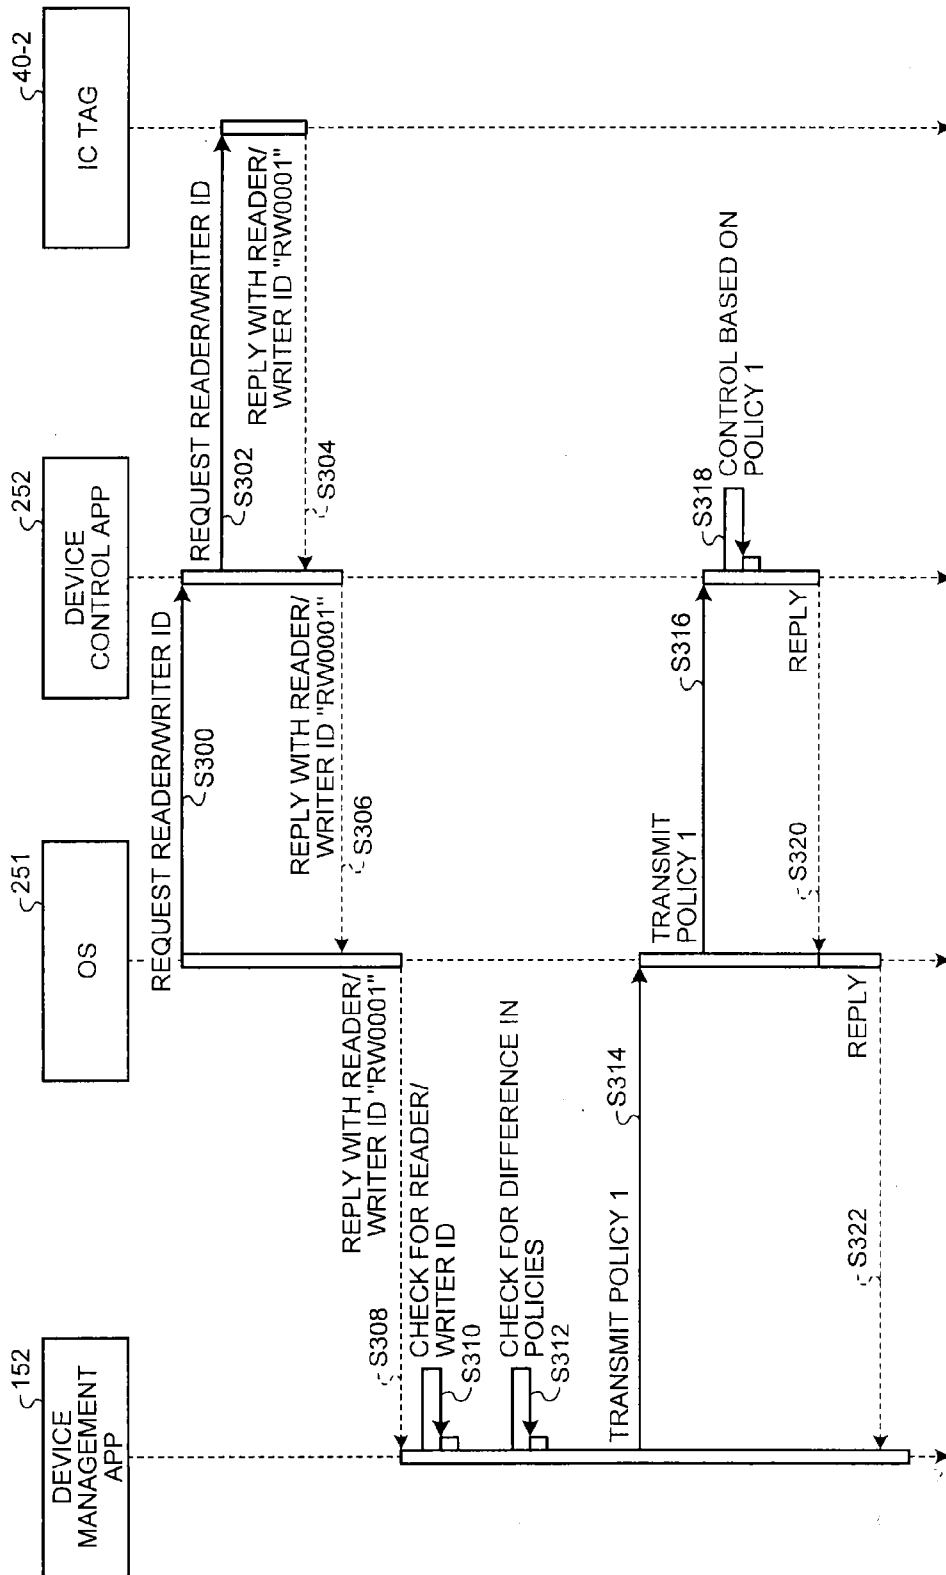 152
DEVICE
MANAGEMENT
APP
251
OS
252
DEVICE
CONTROL APP
40-2
IC TAG
REQUEST READER/WRITER ID
S300
REQUEST READER/WRITER ID
S302
REPLY WITH READER/
WRITER ID "RW0001"
S304
REPLY WITH READER/
WRITER ID "RW0001"
S306
REPLY WITH READER/
WRITER ID "RW0001"
S308
CHECK FOR READER/
WRITER ID
S310
CHECK FOR DIFFERENCE IN
POLICIES
S312
TRANSMIT POLICY 1
S314
TRANSMIT
POLICY 1
S316
S318
CONTROL BASED ON
POLICY 1
REPLY
S320
REPLY
S322